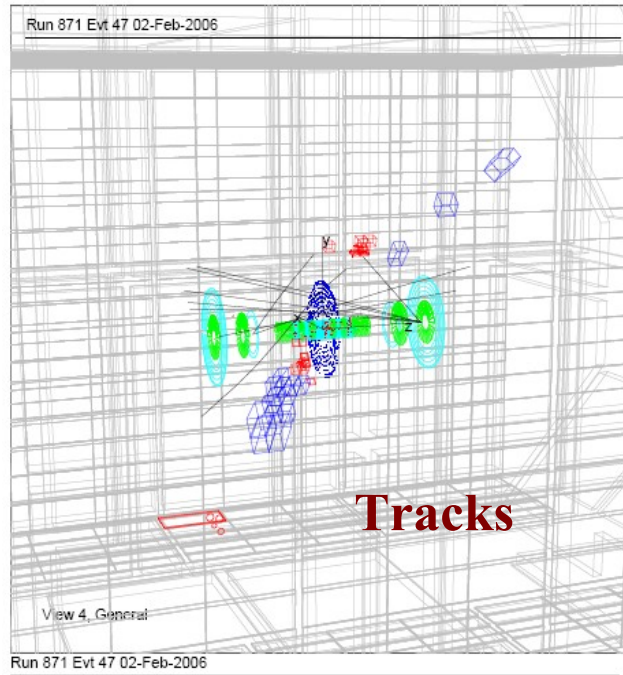 Run 871 Evt 47 02-Feb-2006
y
x
z
Tracks
View 4, General
Run 871 Evt 47 02-Feb-2006